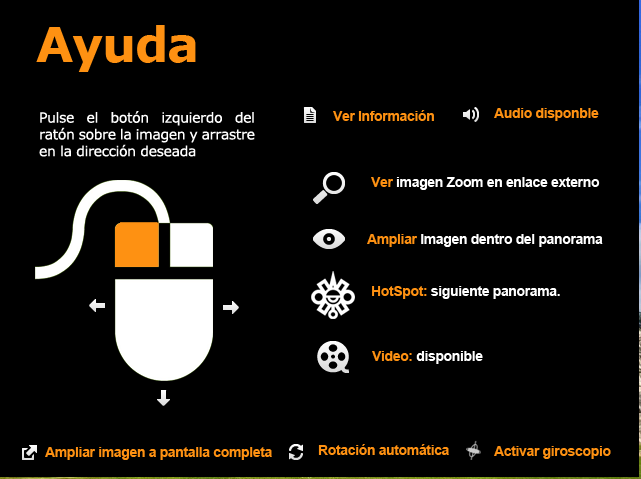 Ayuda
Pulse el botón izquierdo del
ratón sobre la imagen y arrastre
en la dirección deseada
Ver Información
Audio disponble
Ver imagen Zoom en enlace externo
Ampliar Imagen dentro del panorama
HotSpot: siguiente panorama.
Video: disponible
Ampliar imagen a pantalla completa
Rotación automática
Activar giroscopio